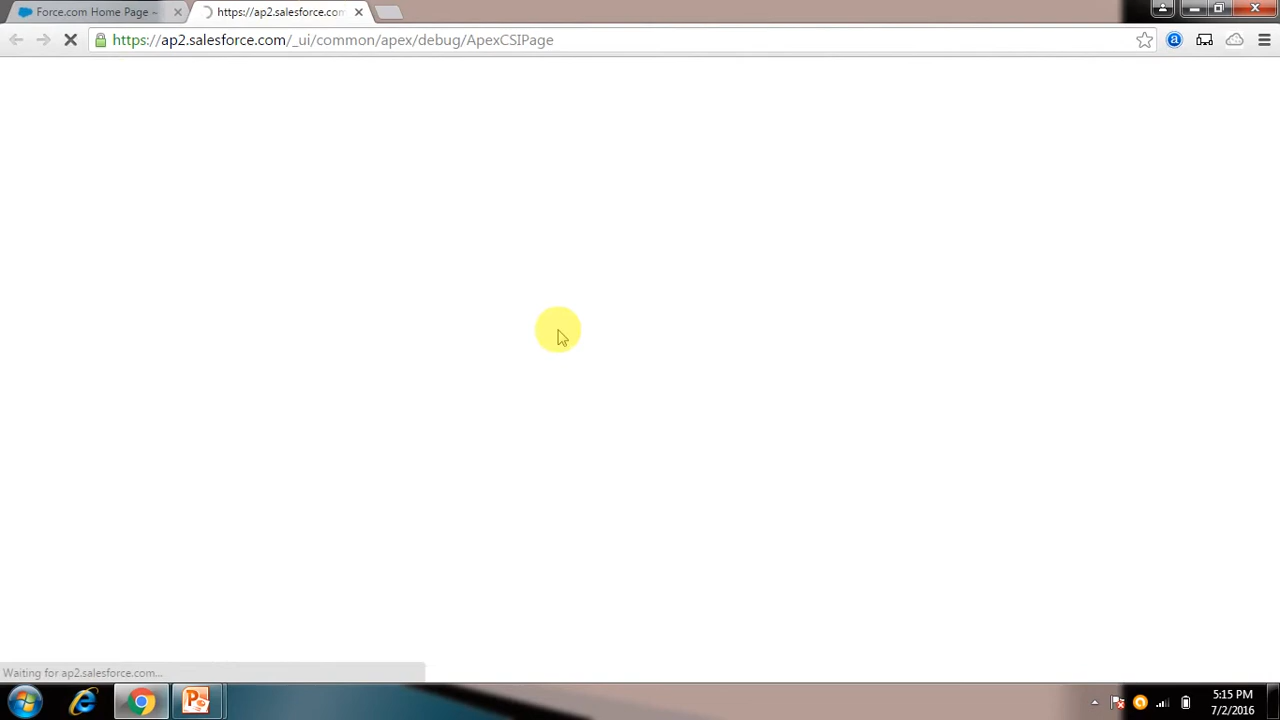 Force.com Home Page ~
https://ap2.salesforce.com
https://ap2.salesforce.com/_ui/common/apex/debug/ApexCSIPage
a
Waiting for ap2.salesforce.com...
5:15 PM
7/2/2016